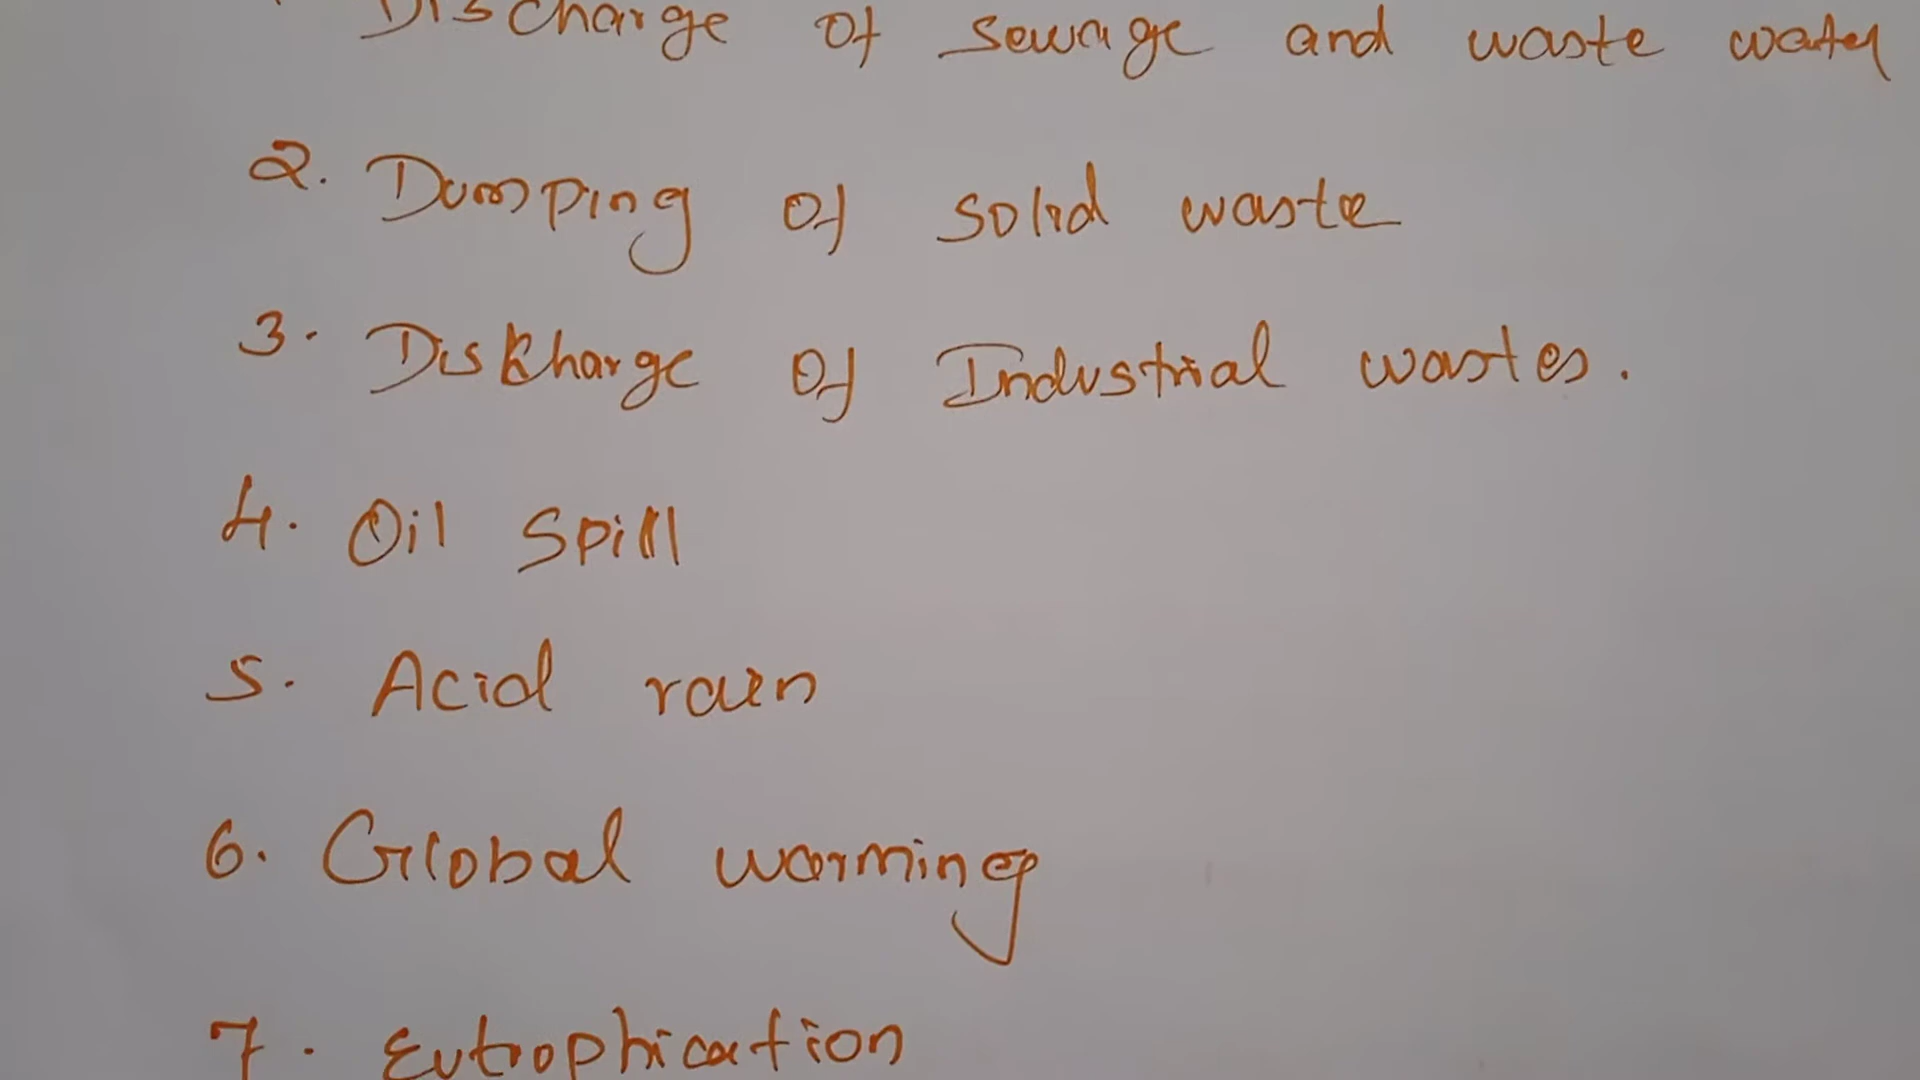 Discharge of sewage and waste water
2. Dumping of solid waste
3. Discharge of Industrial wastes.
4. Oil Spill
5. Acid rain
6. Global warming
7. Eutrophication